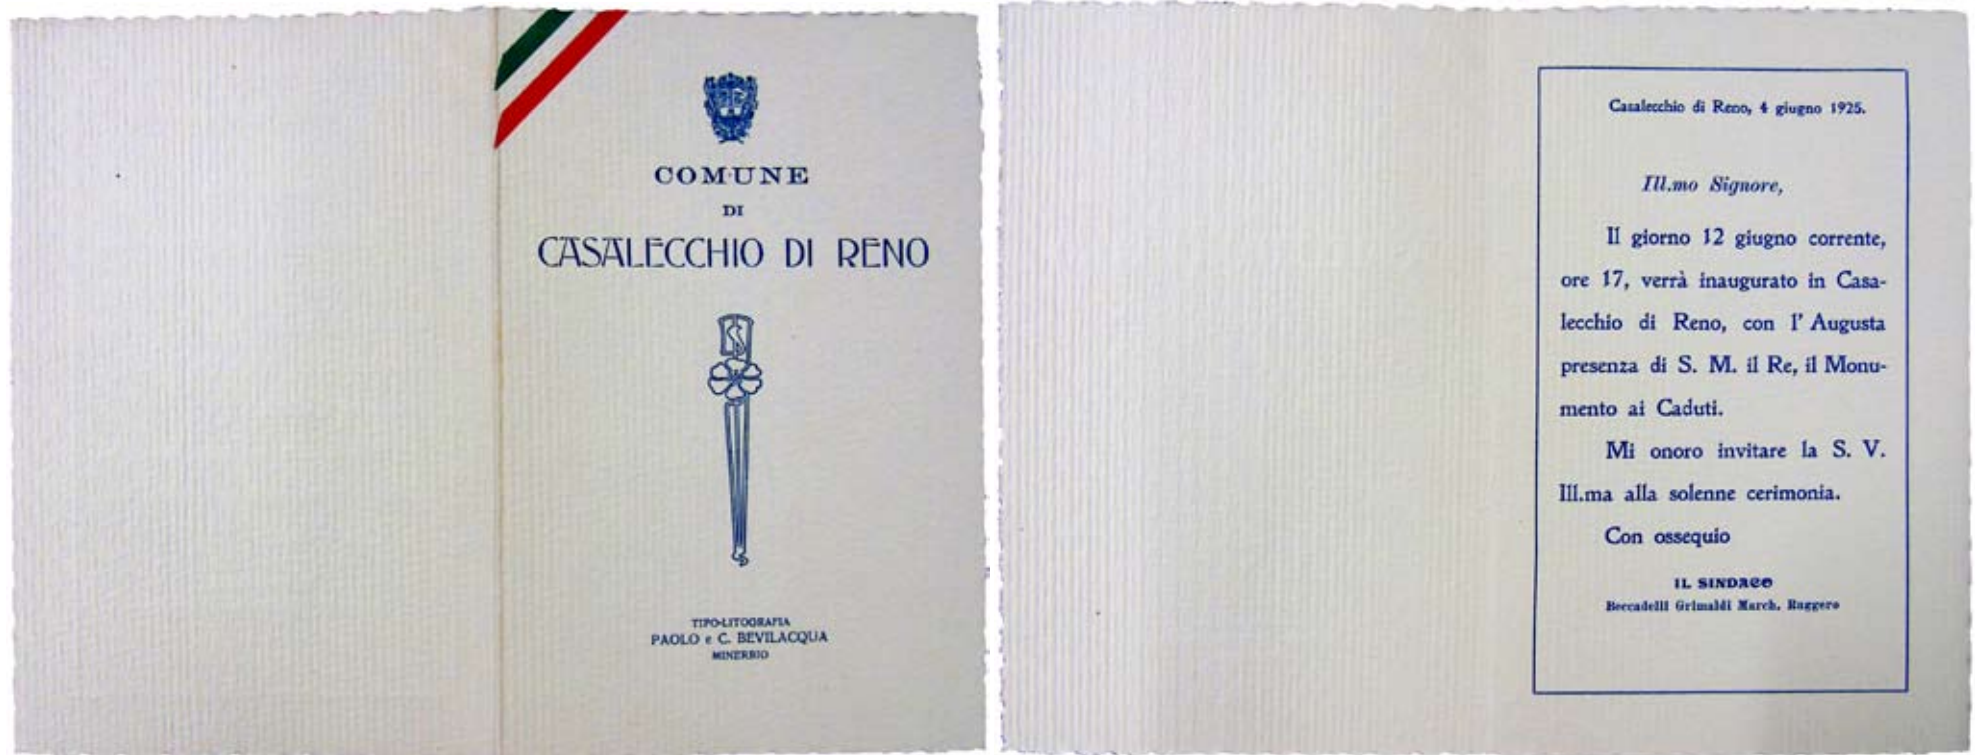 COMUNE
DI
CASALECCHIO DI RENO
TIPO-LITOGRAFIA
PAOLO e C. BEVILACQUA
MINERBIO
Casalecchio di Reno, 4 giugno 1925.
Ill.mo Signore,
Il giorno 12 giugno corrente,
ore 17, verrà inaugurato in Casa-
lecchio di Reno, con l' Augusta
presenza di S. M. il Re, il Monu-
mento ai Caduti.
Mi onoro invitare la S. V.
Ill.ma alla solenne cerimonia.
Con ossequio
IL SINDACO
Beccadelli Grimaldi March. Ruggero